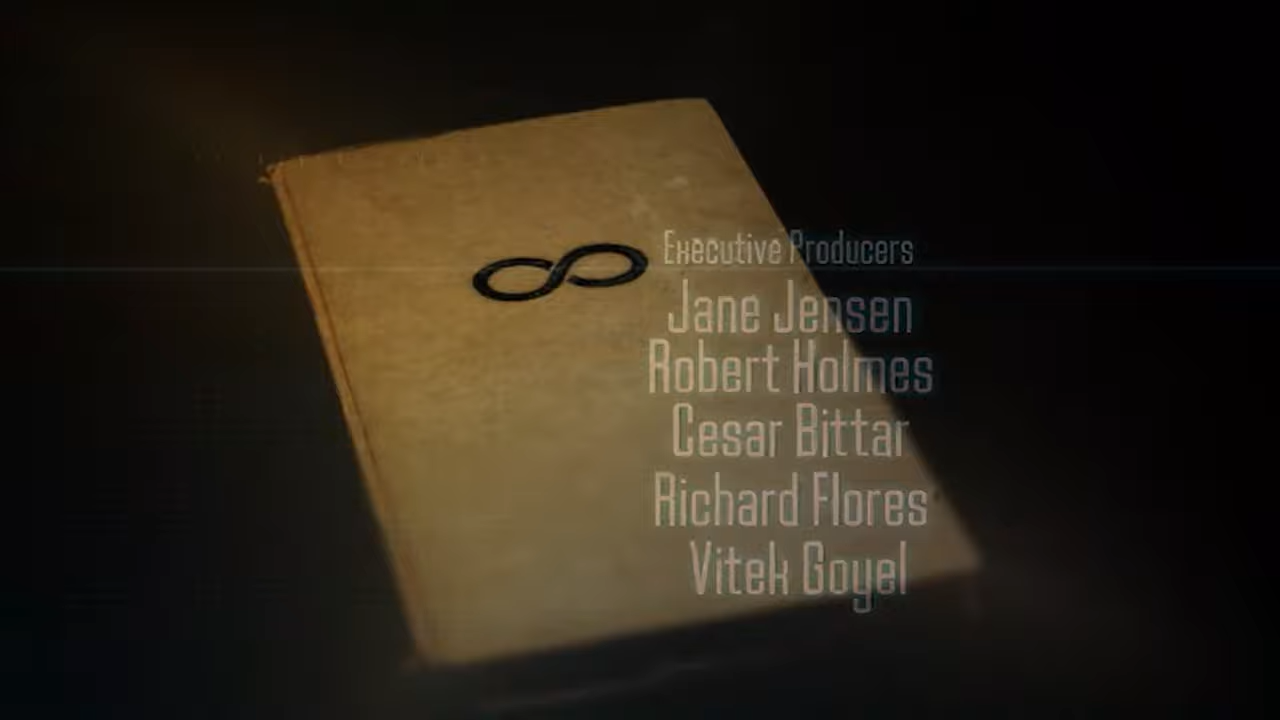 Executive Producers
Jane Jensen
Robert Holmes
Cesar Bittar
Richard Flores
Vitek Goyel